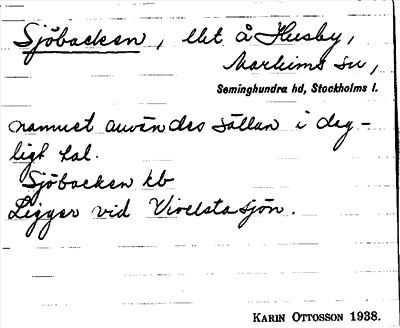 Sjöbacken, lht å Husby,
Markims sn,
Seminghundra hd, Stockholms l.
namnet användes sällan i dag-
ligt tal.
Sjöbacken kb
Ligger vid Vivelstasjön.
KARIN OTTOSSON 1938.